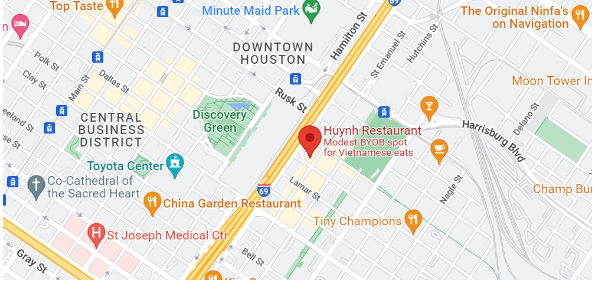 Top Taste
Minute Maid Park
69
The Original Ninfa's
on Navigation
Hamilton St
St Emanuel St
Hutchins St
DOWNTOWN
HOUSTON
Polk St
Clay St
Main St
Dallas St
Rusk St
Moon Tower In
Discovery
Green
CENTRAL
BUSINESS
DISTRICT
Huynh Restaurant
Modest BYOB spot
for Vietnamese eats
Harrisburg Blvd
Delano St
eeland St
Toyota Center
Co-Cathedral of
the Sacred Heart
69
Lamar St
Nagle St
Champ Bu
China Garden Restaurant
Tiny Champions
H
St Joseph Medical Ctr
Gray St
Bell St